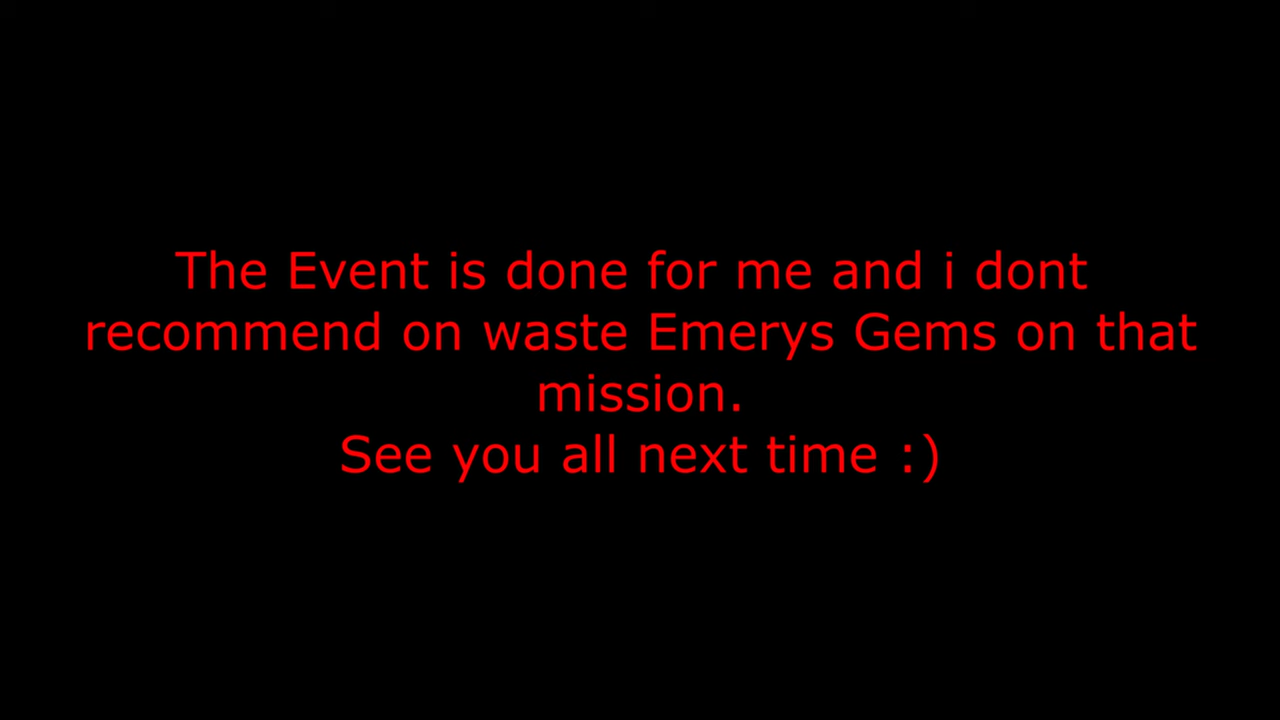 The Event is done for me and i dont
recommend on waste Emerys Gems on that
mission.
See you all next time :)